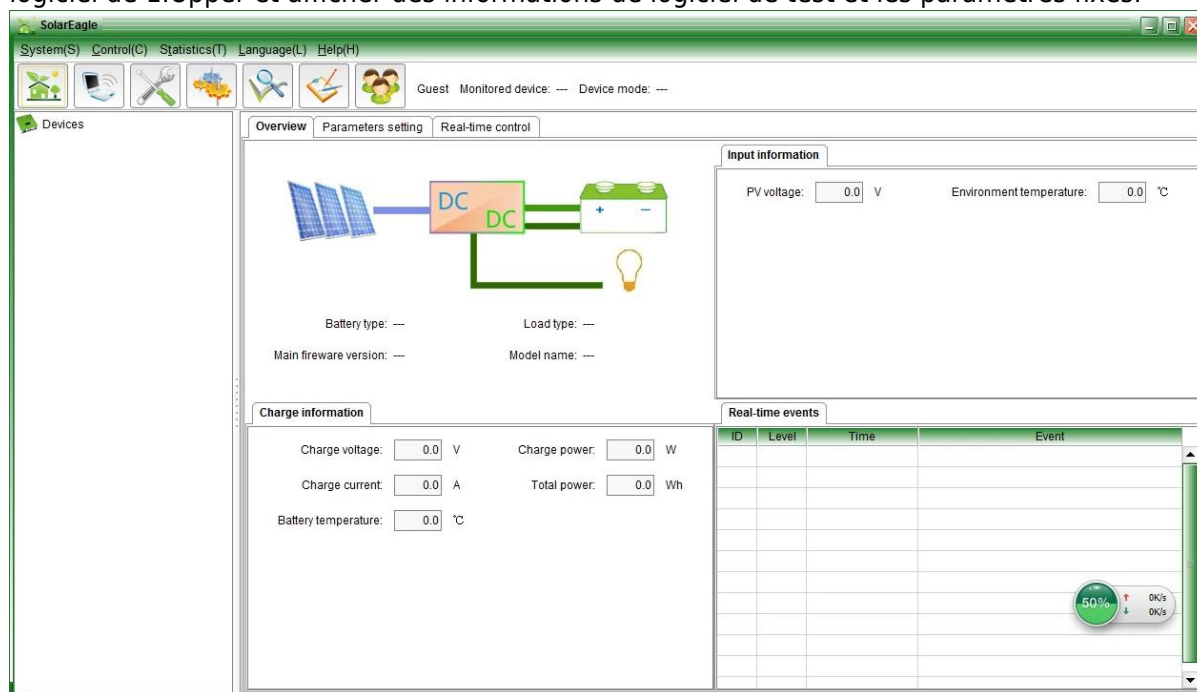 logiciel de Eropper et afficher des informations de logiciel de test et les paramètres fixés.
SolarEagle
System(S) Control(C) Statistics(T) Language(L) Help(H)
Guest Monitored device: --- Device mode: ---
Devices
Overview Parameters setting Real-time control
Input information
PV voltage: 0.0 V Environment temperature: 0.0 ℃
DC
DC
+ −
Battery type: --- Load type: ---
Main fireware version: --- Model name: ---
Charge information
Charge voltage: 0.0 V Charge power: 0.0 W
Charge current: 0.0 A Total power: 0.0 Wh
Battery temperature: 0.0 ℃
Real-time events
ID Level Time Event
50% 0K/s
0K/s